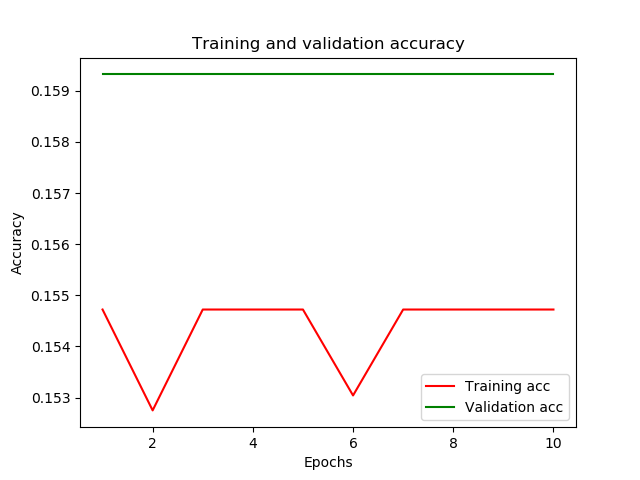 Training and validation accuracy
0.159
0.158
0.157
0.156
0.155
0.154
0.153
Accuracy
2 4 6 8 10
Epochs
Training acc
Validation acc